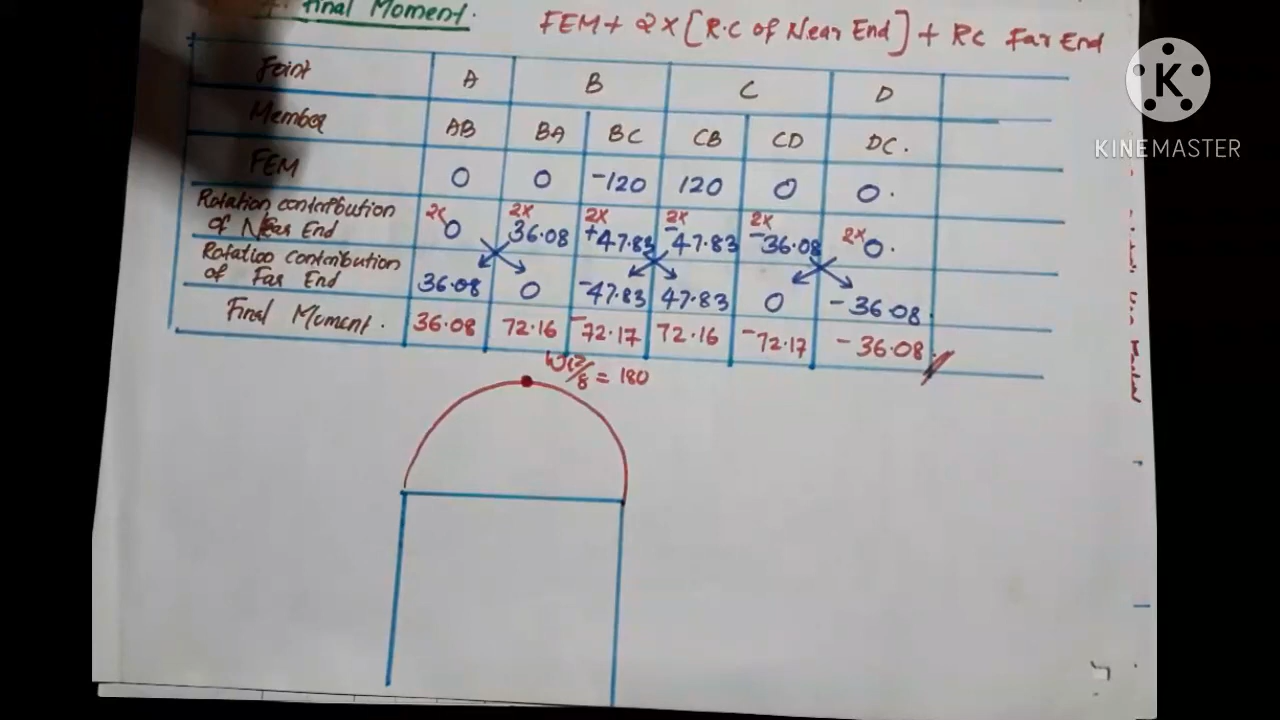 Final Moment.
FEM + 2 x [R.C of Near End] + RC Far End
K
KINEMASTER
Joint A B C D
Member AB BA BC CB CD DC.
FEM 0 0 -120 120 0 0.
Rotation contribution of Near End 2x 0 2x 36.08 2x +47.83 2x -47.83 2x -36.08 2x 0.
Rotation contribution of Far End 36.08 0 -47.83 47.83 0 -36.08
Final Moment. 36.08 72.16 -72.17 72.16 -72.17 -36.08
Wl²/8 = 180